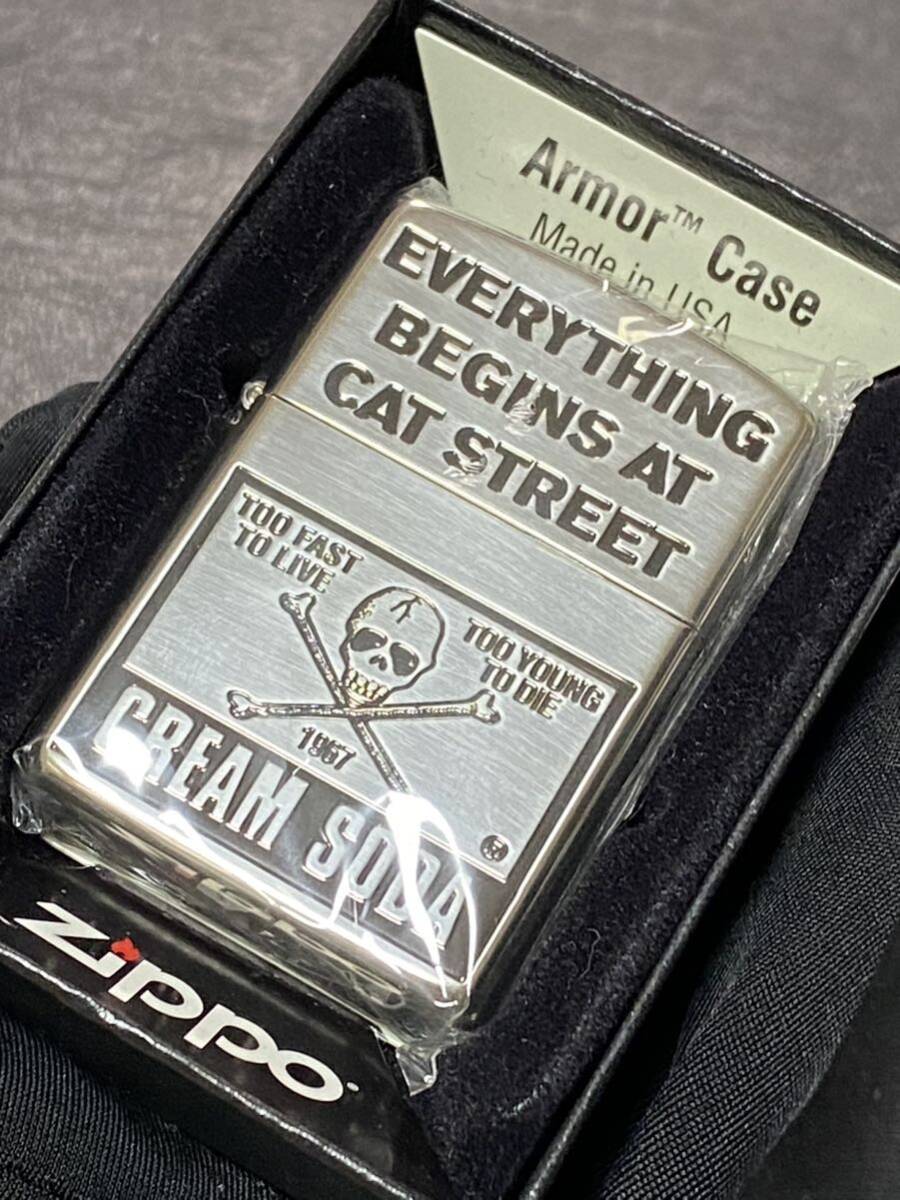 Armor™ Case
Made in USA
EVERYTHING
BEGINS AT
CAT STREET
TOO FAST
TO LIVE
TOO YOUNG
TO DIE
1967
CREAM SODA
®
zippo